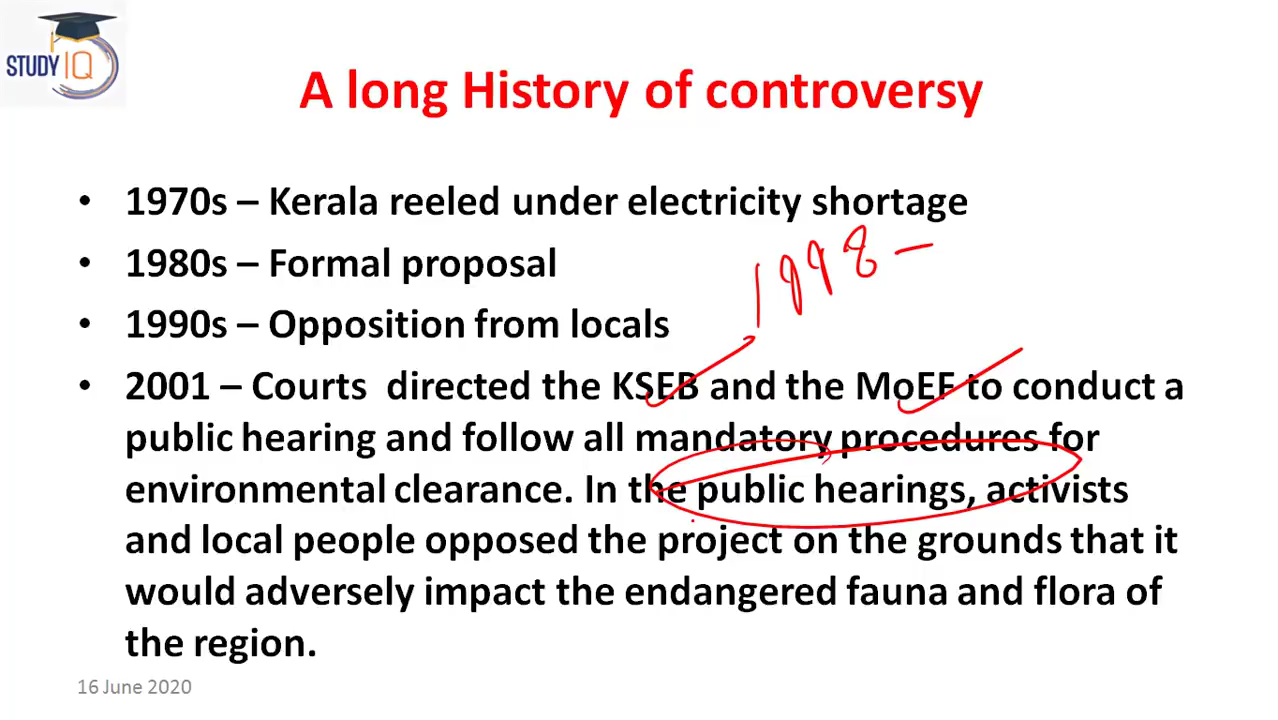 STUDY IQ
A long History of controversy
• 1970s – Kerala reeled under electricity shortage
• 1980s – Formal proposal
1998 –
• 1990s – Opposition from locals
• 2001 – Courts directed the KSEB and the MoEF to conduct a
public hearing and follow all mandatory procedures for
environmental clearance. In the public hearings, activists
and local people opposed the project on the grounds that it
would adversely impact the endangered fauna and flora of
the region.
16 June 2020